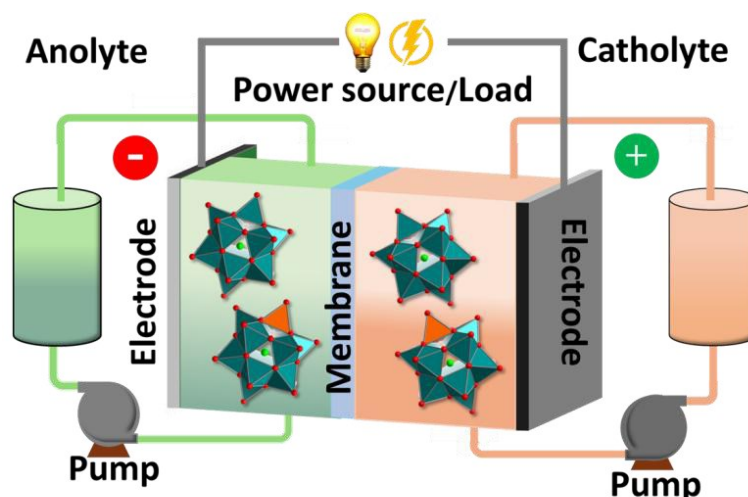 Anolyte
Catholyte
Power source/Load
-
+
Electrode
Membrane
Electrode
Pump
Pump